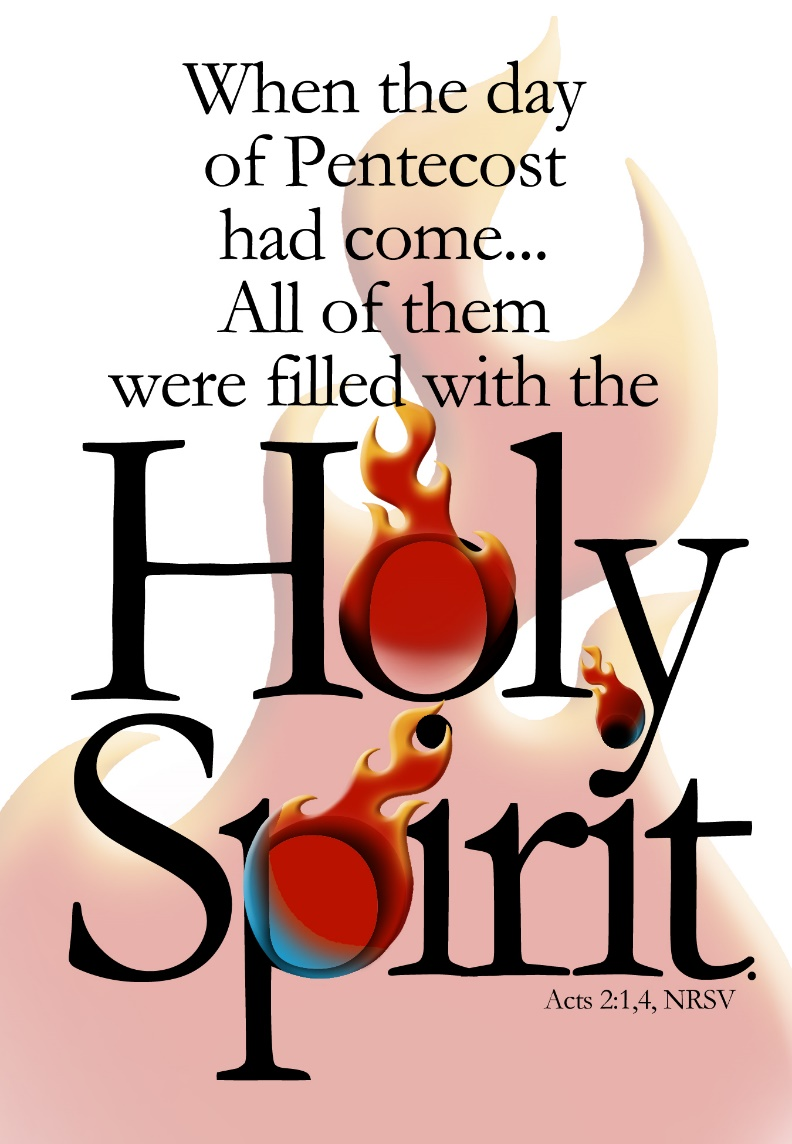 When the day
of Pentecost
had come...
All of them
were filled with the
Holy
Spirit.
Acts 2:1,4, NRSV